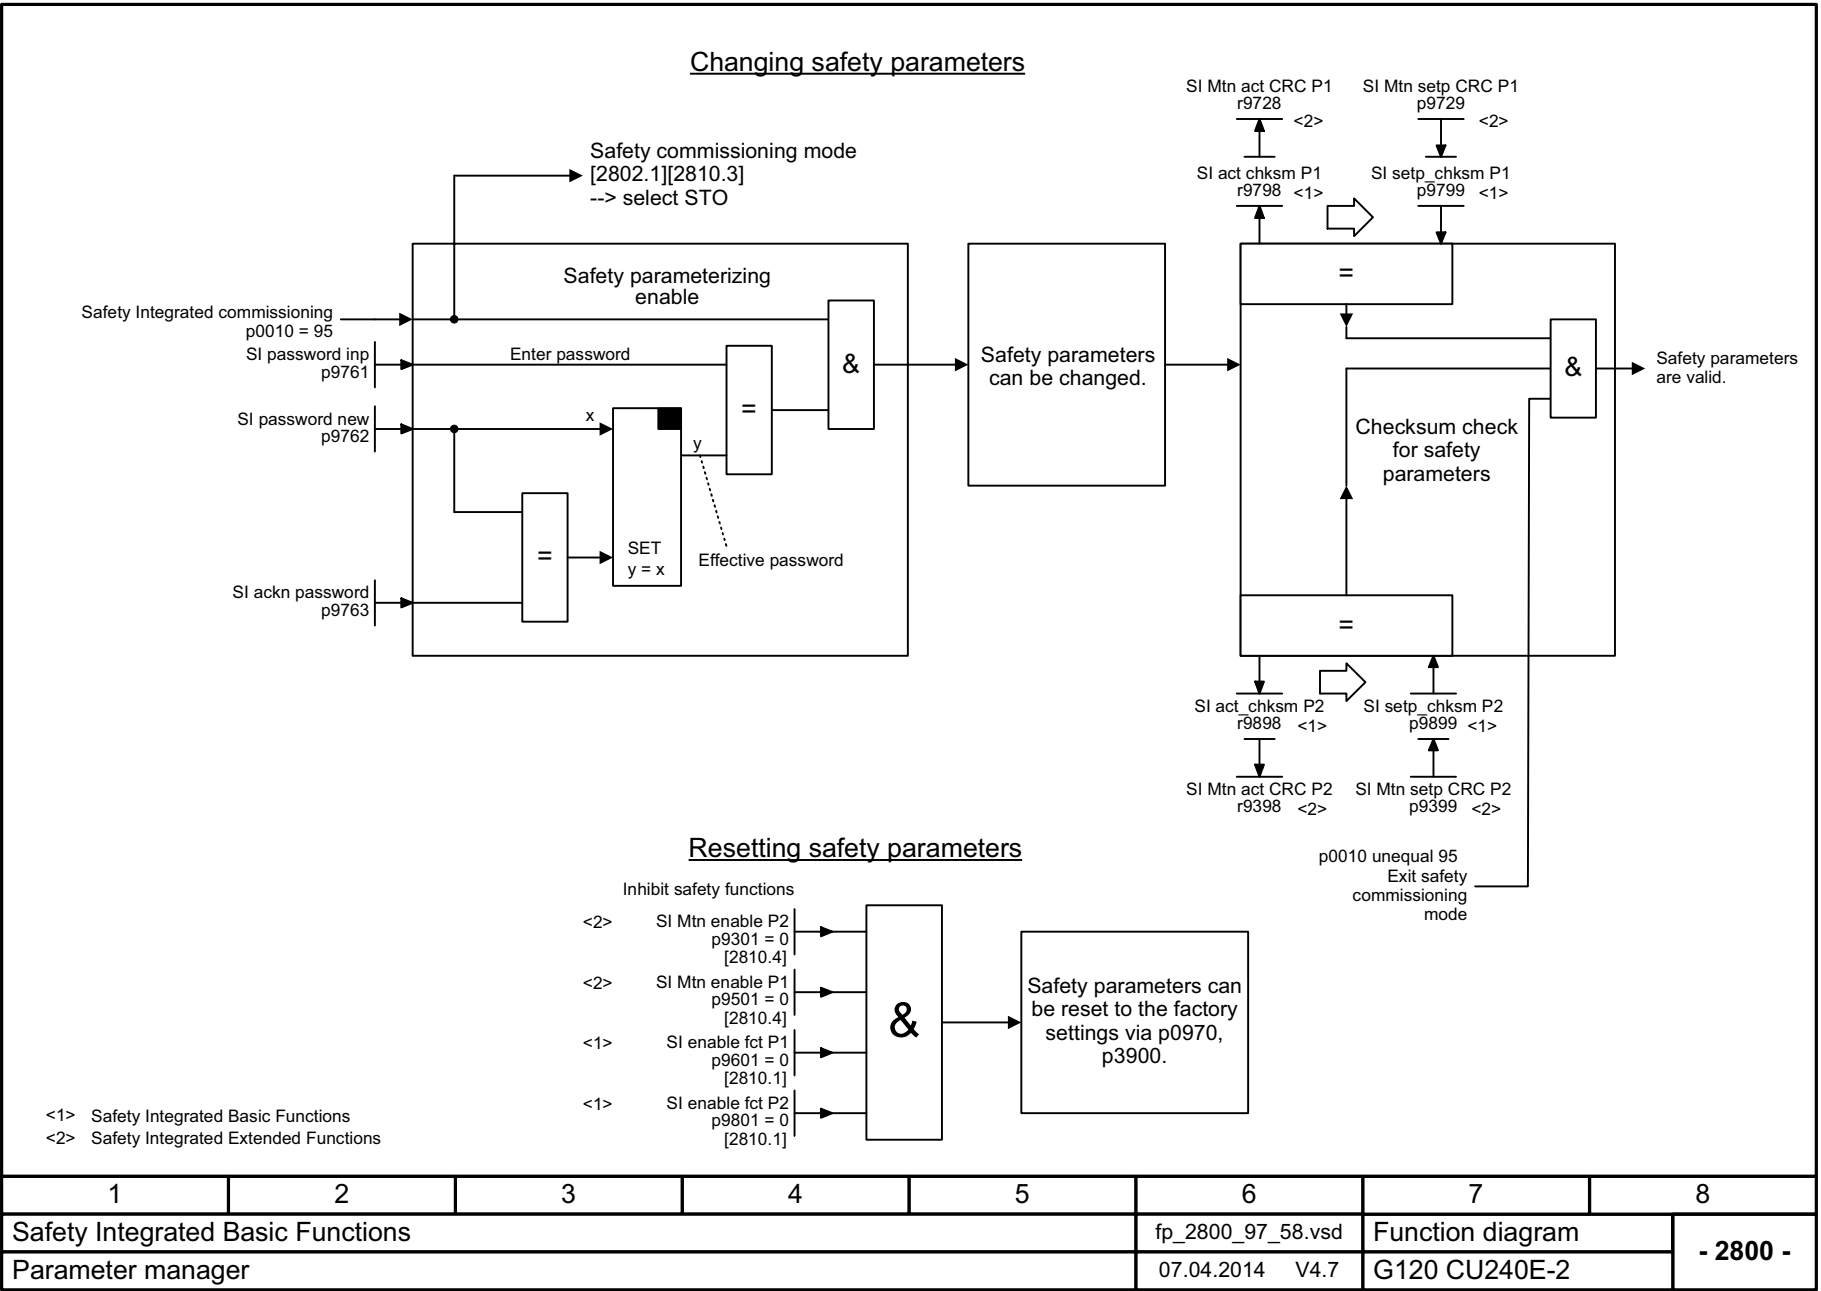 Changing safety parameters
SI Mtn act CRC P1
r9728
<2>
SI Mtn setp CRC P1
p9729
<2>
SI act chksm P1
r9798
<1>
SI setp_chksm P1
p9799
<1>
Safety commissioning mode
[2802.1][2810.3]
--> select STO
Safety parameterizing
enable
Safety Integrated commissioning
p0010 = 95
SI password inp
p9761
Enter password
SI password new
p9762
SI ackn password
p9763
x
y
=
=
&
SET
y = x
Effective password
Safety parameters
can be changed.
=
&
Safety parameters
are valid.
Checksum check
for safety
parameters
=
SI act_chksm P2
r9898
<1>
SI setp_chksm P2
p9899
<1>
SI Mtn act CRC P2
r9398
<2>
SI Mtn setp CRC P2
p9399
<2>
p0010 unequal 95
Exit safety
commissioning
mode
Resetting safety parameters
Inhibit safety functions
<2> SI Mtn enable P2
p9301 = 0
[2810.4]
<2> SI Mtn enable P1
p9501 = 0
[2810.4]
<1> SI enable fct P1
p9601 = 0
[2810.1]
<1> SI enable fct P2
p9801 = 0
[2810.1]
&
Safety parameters can
be reset to the factory
settings via p0970,
p3900.
<1> Safety Integrated Basic Functions
<2> Safety Integrated Extended Functions
1 2 3 4 5 6 7 8
Safety Integrated Basic Functions
fp_2800_97_58.vsd
Function diagram
- 2800 -
Parameter manager
07.04.2014 V4.7
G120 CU240E-2